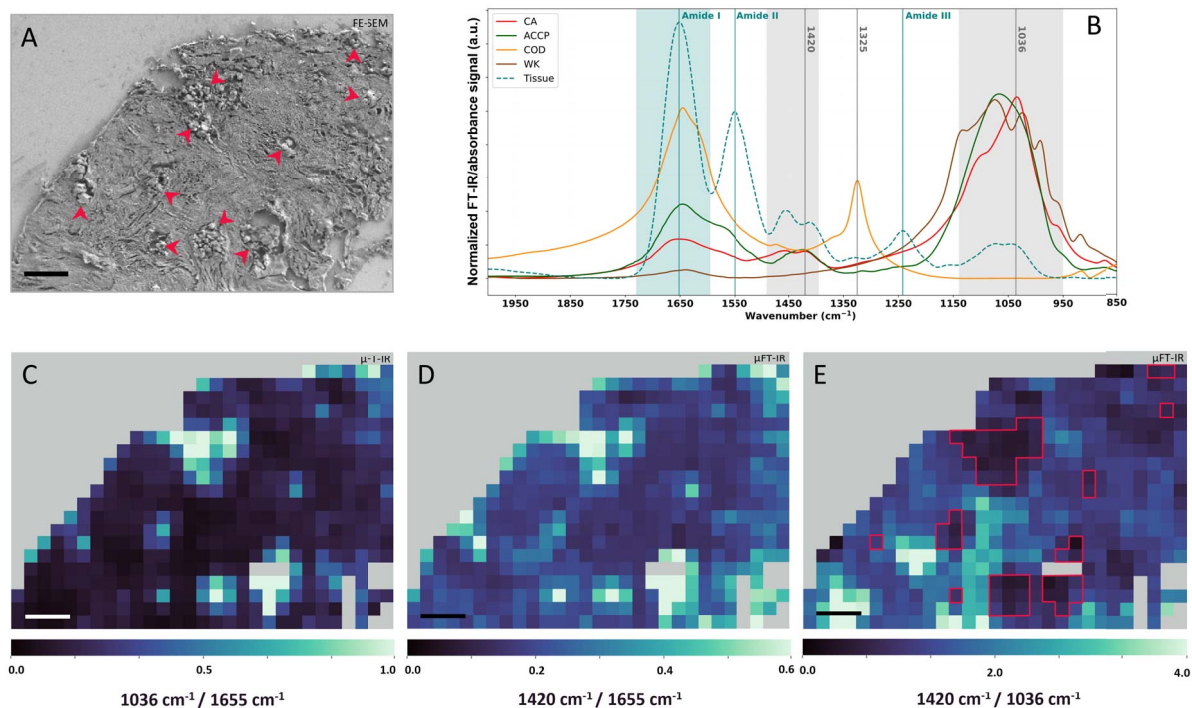 A
FE-SEM
B
Normalized FT-IR/absorbance signal (a.u.)
CA
ACCP
COD
WK
Tissue
Amide I
Amide II
1420
1325
Amide III
1036
1950
1850
1750
1650
1550
1450
1350
1250
1150
1050
950
850
Wavenumber (cm⁻¹)
C
µ-T-IR
0.0
0.5
1.0
1036 cm⁻¹ / 1655 cm⁻¹
D
µFT-IR
0.0
0.2
0.4
0.6
1420 cm⁻¹ / 1655 cm⁻¹
E
µFT-IR
0.0
2.0
4.0
1420 cm⁻¹ / 1036 cm⁻¹